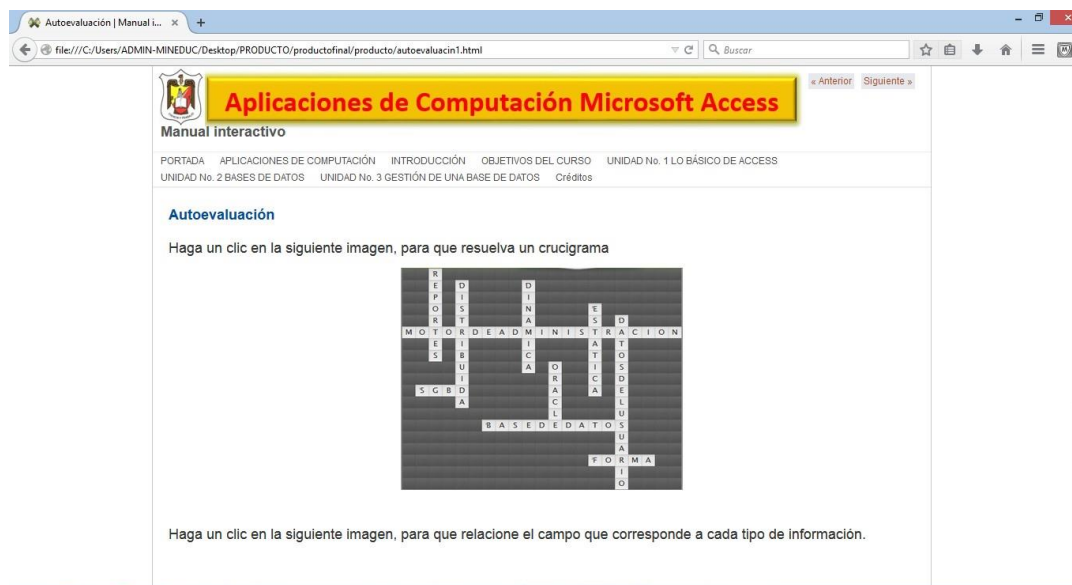 Autoevaluación | Manual i...
file:///C:/Users/ADMIN-MINEDUC/Desktop/PRODUCTO/productofinal/producto/autoevaluacin1.html
Buscar
Aplicaciones de Computación Microsoft Access
« Anterior Siguiente »
Manual interactivo
PORTADA APLICACIONES DE COMPUTACIÓN INTRODUCCIÓN OBJETIVOS DEL CURSO UNIDAD No. 1 LO BÁSICO DE ACCESS
UNIDAD No. 2 BASES DE DATOS UNIDAD No. 3 GESTIÓN DE UNA BASE DE DATOS Créditos
Autoevaluación
Haga un clic en la siguiente imagen, para que resuelva un crucigrama
REPORTES
DISTRIBUIDA
DINAMICA
ESTATICA
DATOSDELUSUARIO
MOTORDEADMINISTRACION
ORACLE
SGBD
BASEDEDATOS
FORMA
Haga un clic en la siguiente imagen, para que relacione el campo que corresponde a cada tipo de información.